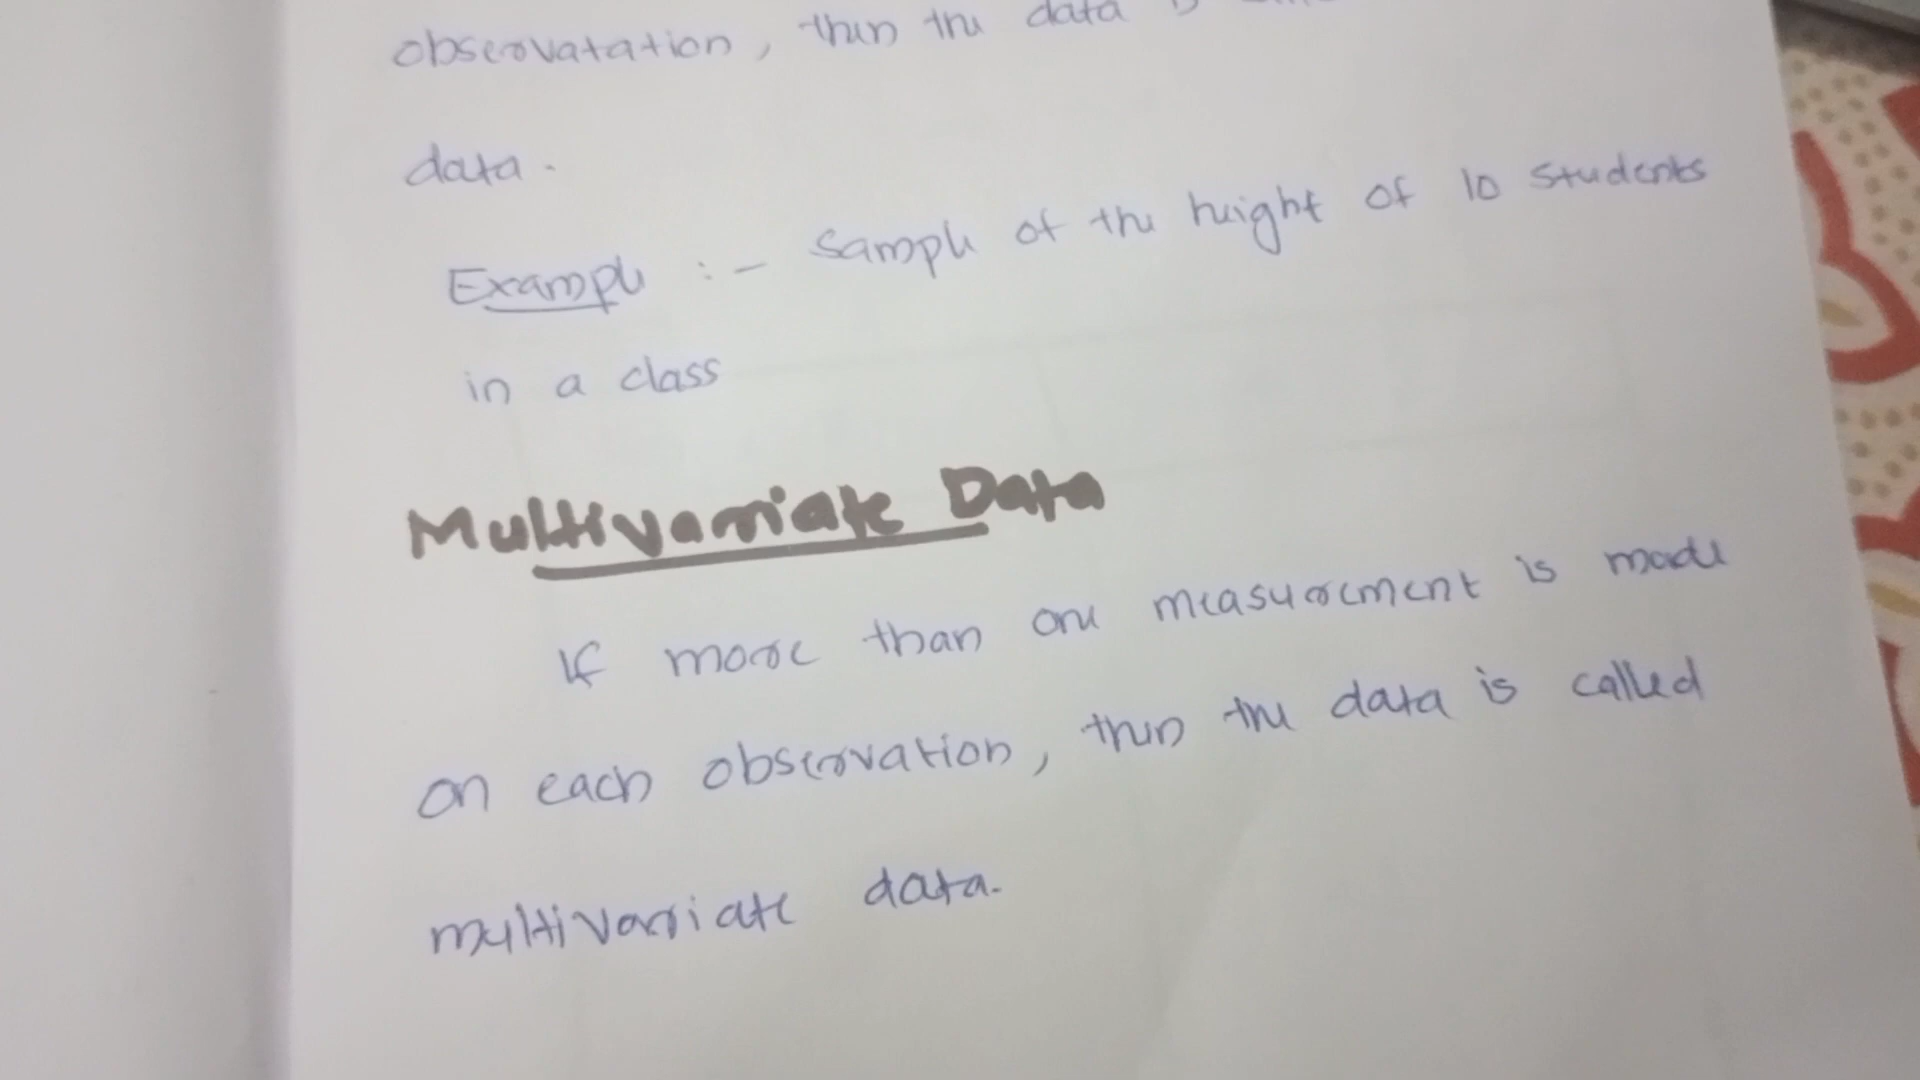 observatation, then the data is
data.
Example :- Sample of the height of 10 students
in a class
Multivariate Data
If more than one measurement is made
on each observation, then the data is called
multivariate data.